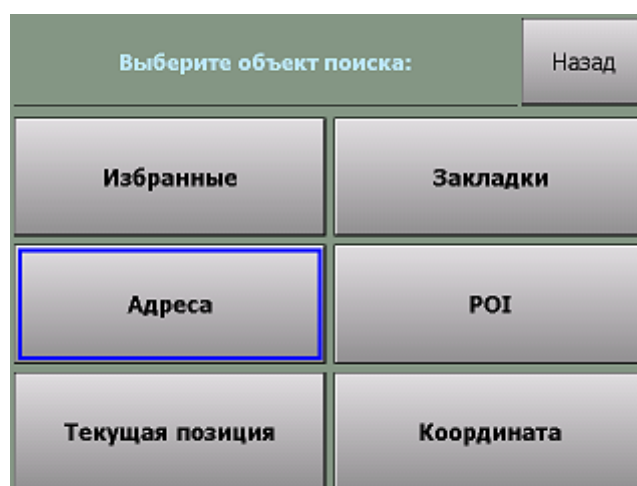 Выберите объект поиска:
Назад
Избранные
Закладки
Адреса
POI
Текущая позиция
Координата